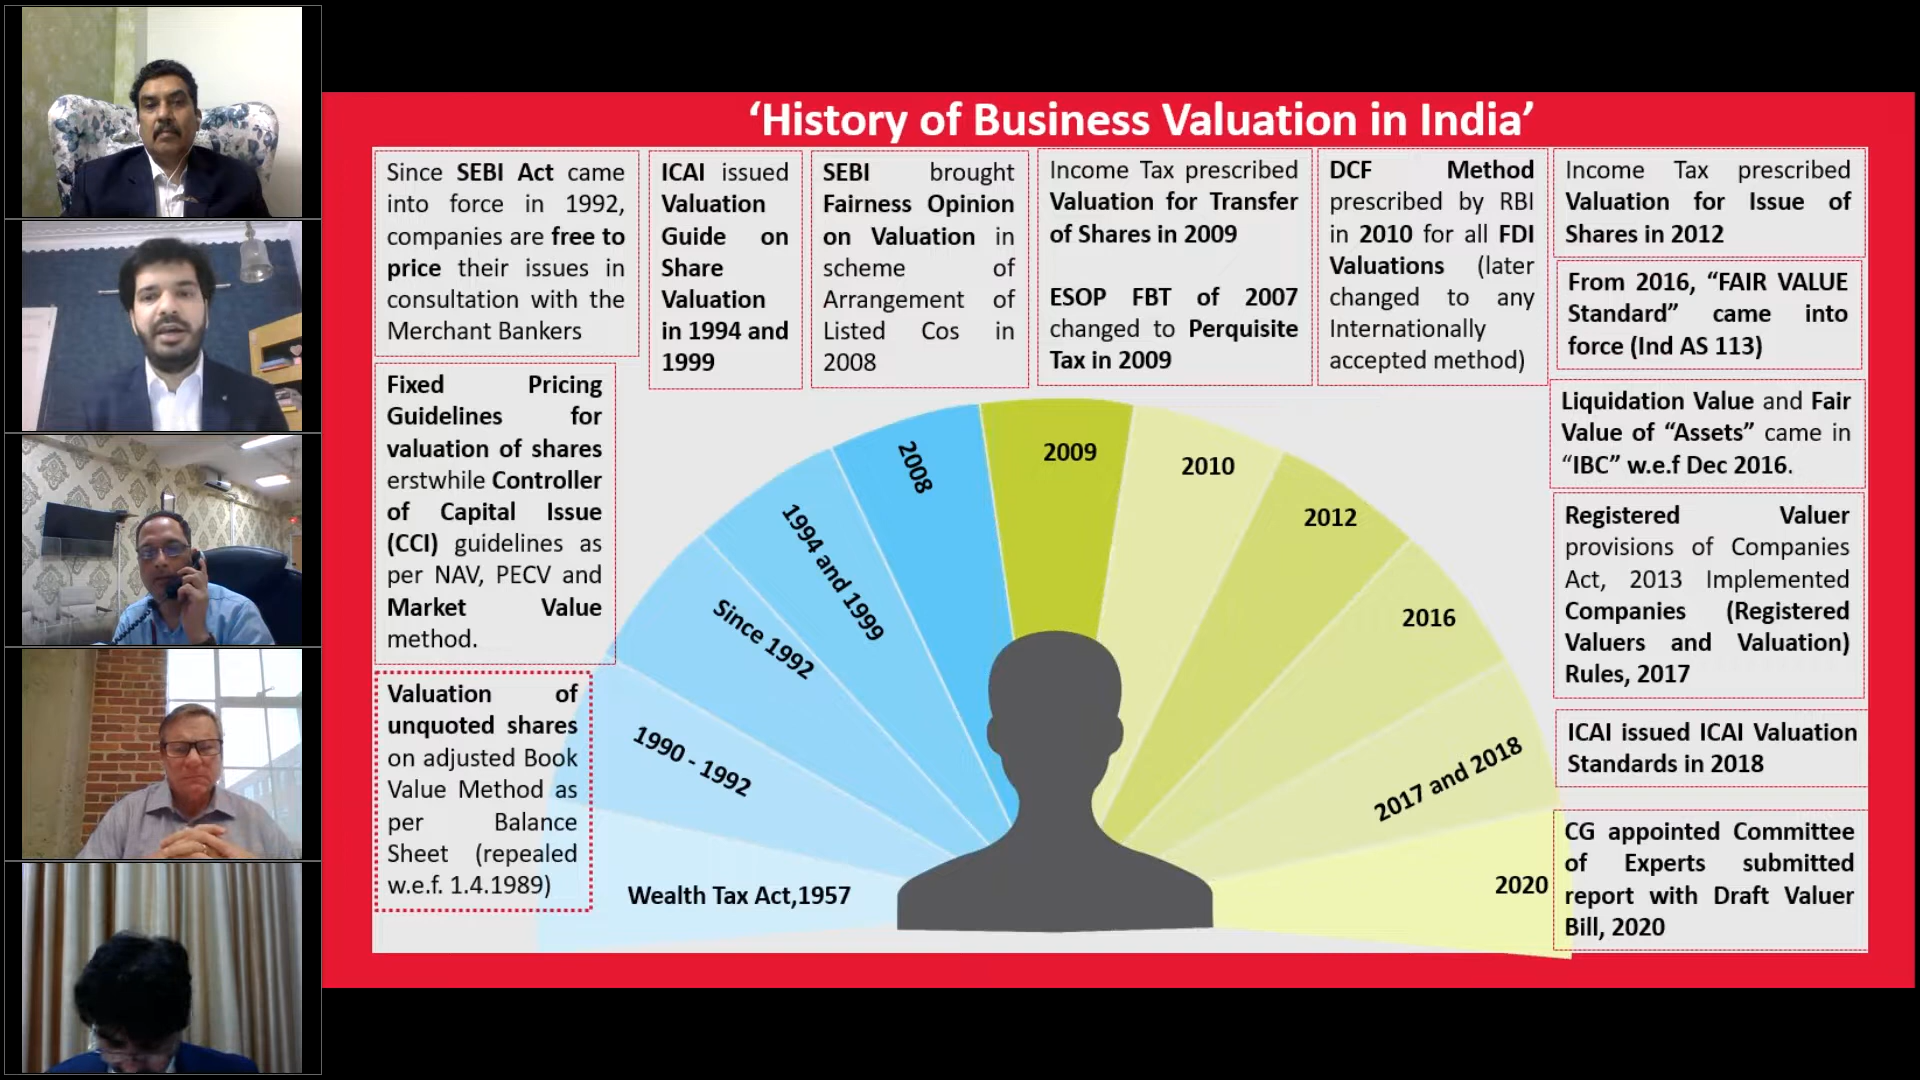 ‘History of Business Valuation in India’
Since SEBI Act came
into force in 1992,
companies are free to
price their issues in
consultation with the
Merchant Bankers
ICAI issued
Valuation
Guide on
Share
Valuation
in 1994 and
1999
SEBI brought
Fairness Opinion
on Valuation in
scheme of
Arrangement of
Listed Cos in
2008
Income Tax prescribed
Valuation for Transfer
of Shares in 2009
ESOP FBT of 2007
changed to Perquisite
Tax in 2009
DCF Method
prescribed by RBI
in 2010 for all FDI
Valuations (later
changed to any
Internationally
accepted method)
Income Tax prescribed
Valuation for Issue of
Shares in 2012
From 2016, “FAIR VALUE
Standard” came into
force (Ind AS 113)
Liquidation Value and Fair
Value of “Assets” came in
“IBC” w.e.f Dec 2016.
Registered Valuer
provisions of Companies
Act, 2013 Implemented
Companies (Registered
Valuers and Valuation)
Rules, 2017
ICAI issued ICAI Valuation
Standards in 2018
CG appointed Committee
of Experts submitted
report with Draft Valuer
Bill, 2020
Fixed Pricing
Guidelines for
valuation of shares
erstwhile Controller
of Capital Issue
(CCI) guidelines as
per NAV, PECV and
Market Value
method.
Valuation of
unquoted shares
on adjusted Book
Value Method as
per Balance
Sheet (repealed
w.e.f. 1.4.1989)
Wealth Tax Act,1957
1990 - 1992
Since 1992
1994 and 1999
2008
2009
2010
2012
2016
2017 and 2018
2020